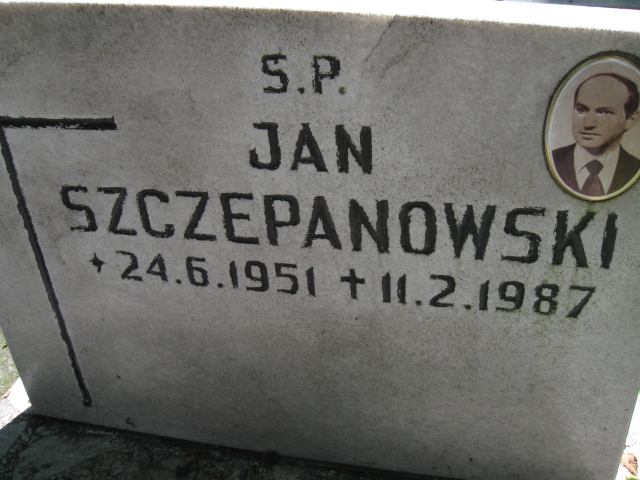 S.P.
JAN
SZCZEPANOWSKI
*24.6.1951 †11.2.1987